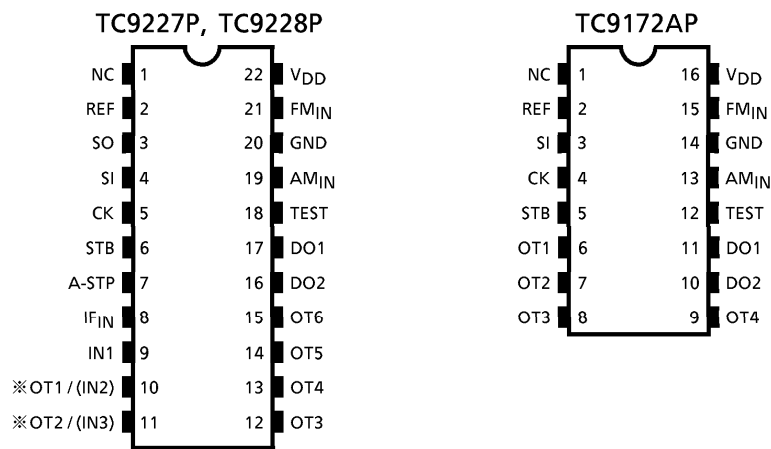 TC9227P, TC9228P
NC 1 22 VDD
REF 2 21 FMIN
SO 3 20 GND
SI 4 19 AMIN
CK 5 18 TEST
STB 6 17 DO1
A-STP 7 16 DO2
IFIN 8 15 OT6
IN1 9 14 OT5
※OT1/(IN2) 10 13 OT4
※OT2/(IN3) 11 12 OT3
TC9172AP
NC 1 16 VDD
REF 2 15 FMIN
SI 3 14 GND
CK 4 13 AMIN
STB 5 12 TEST
OT1 6 11 DO1
OT2 7 10 DO2
OT3 8 9 OT4